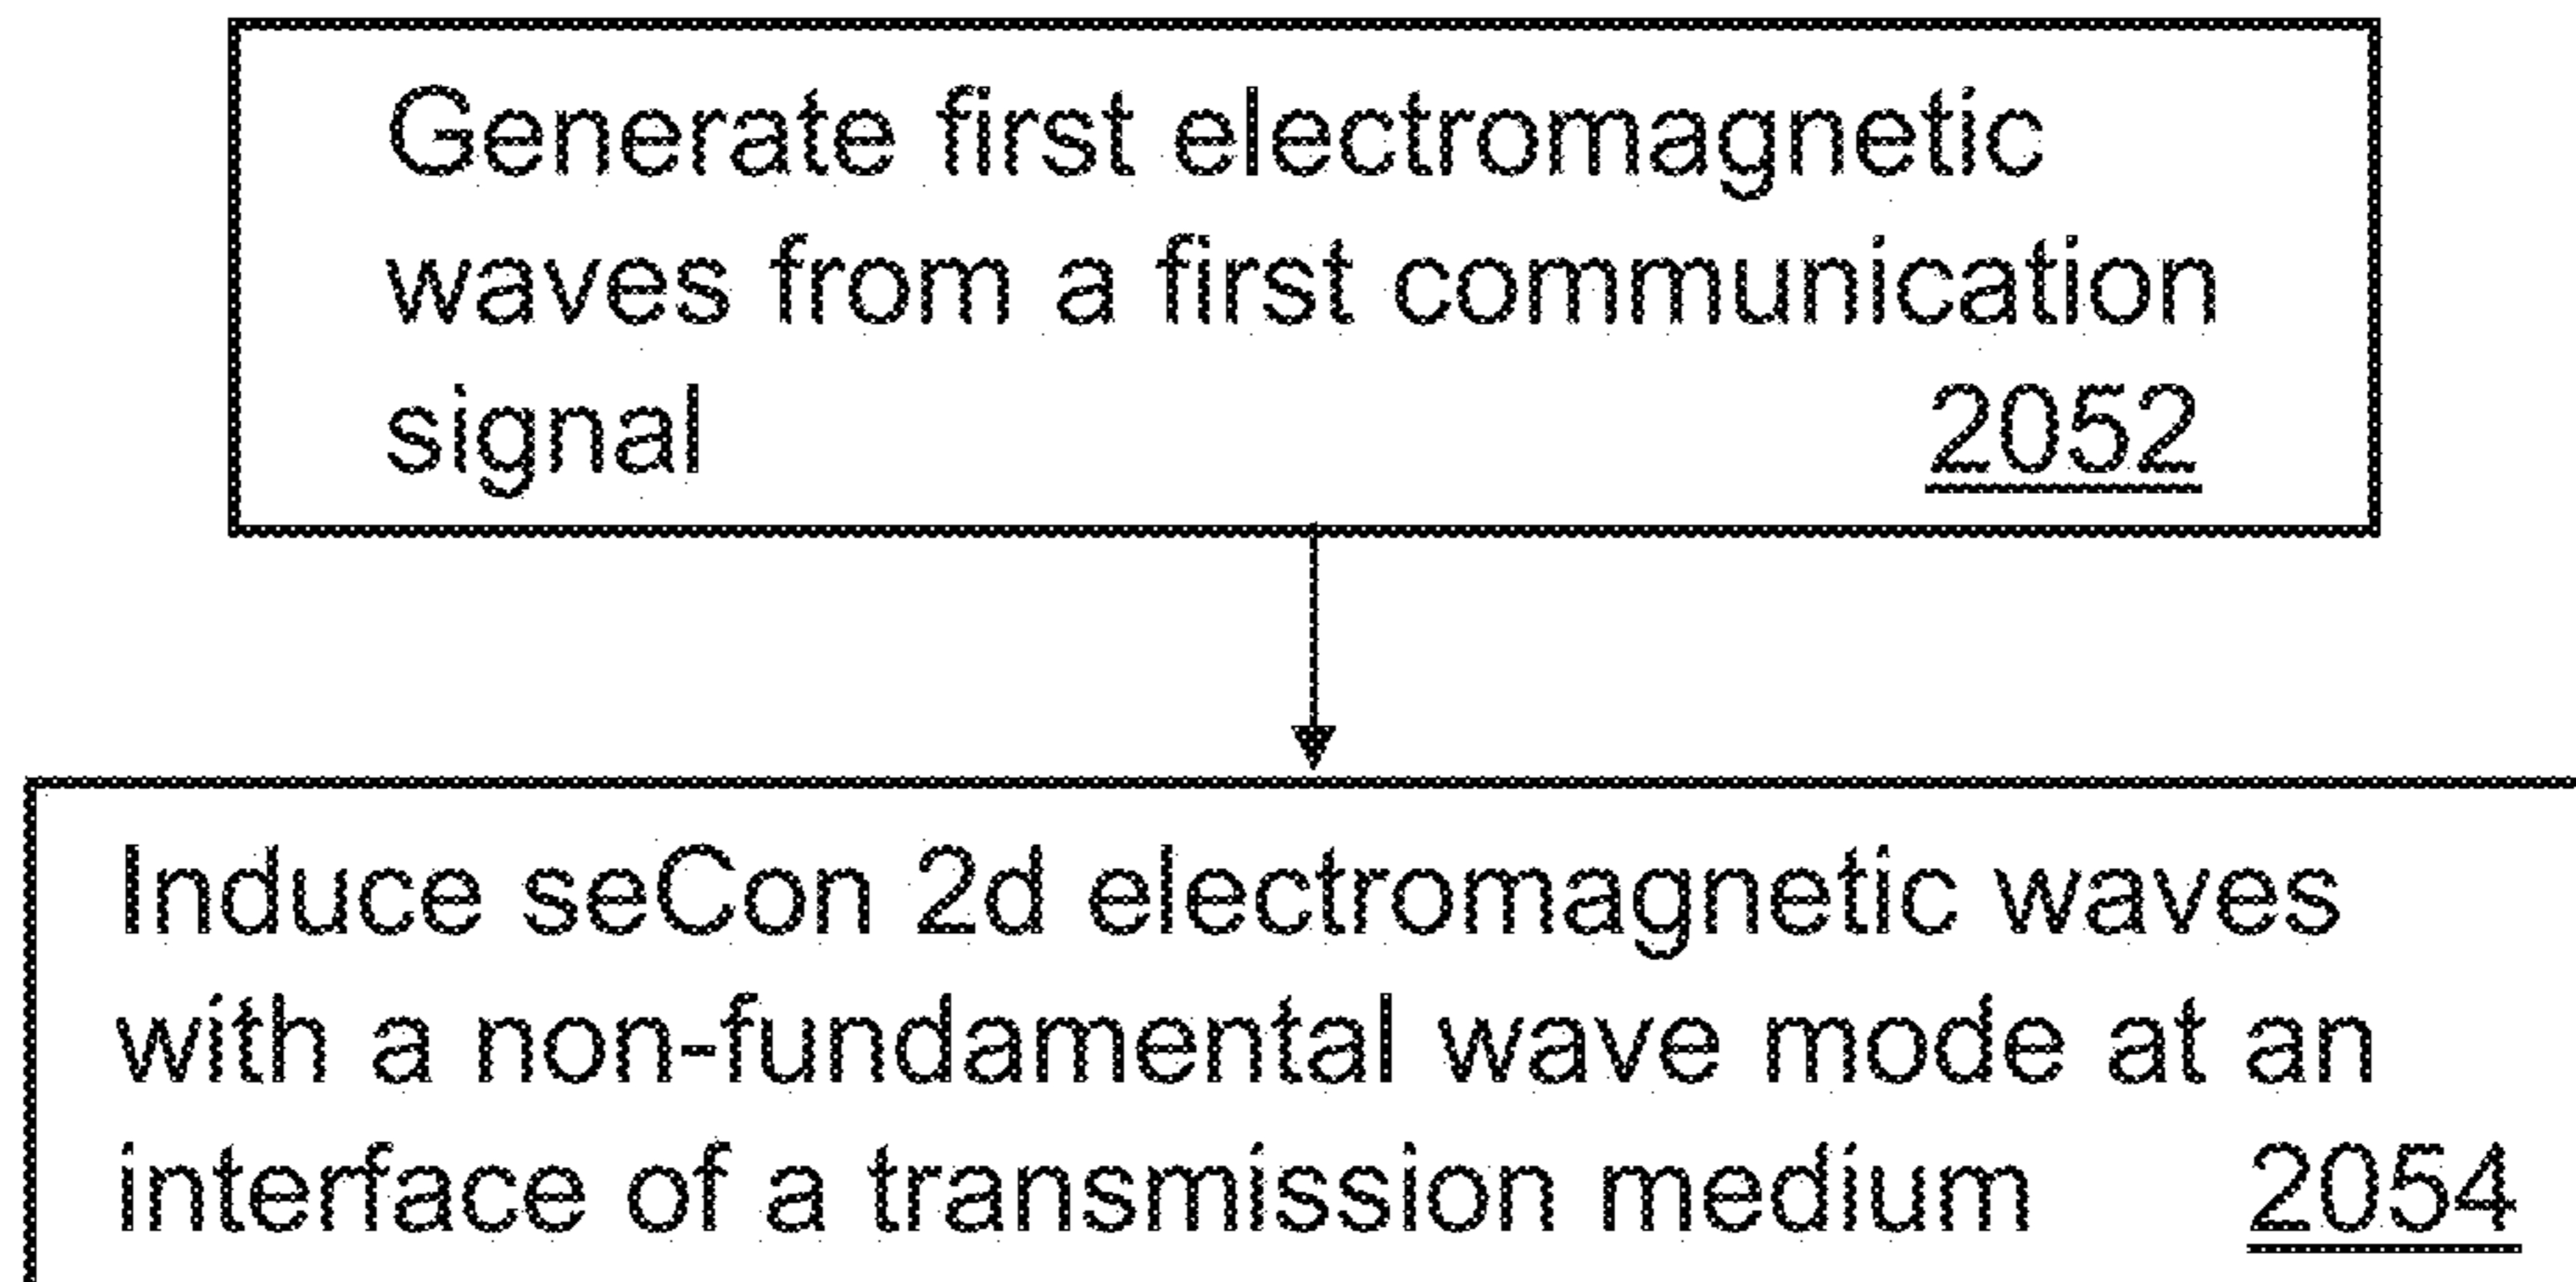 Generate first electromagnetic
waves from a first communication
signal 2052
Induce seCon 2d electromagnetic waves
with a non-fundamental wave mode at an
interface of a transmission medium 2054